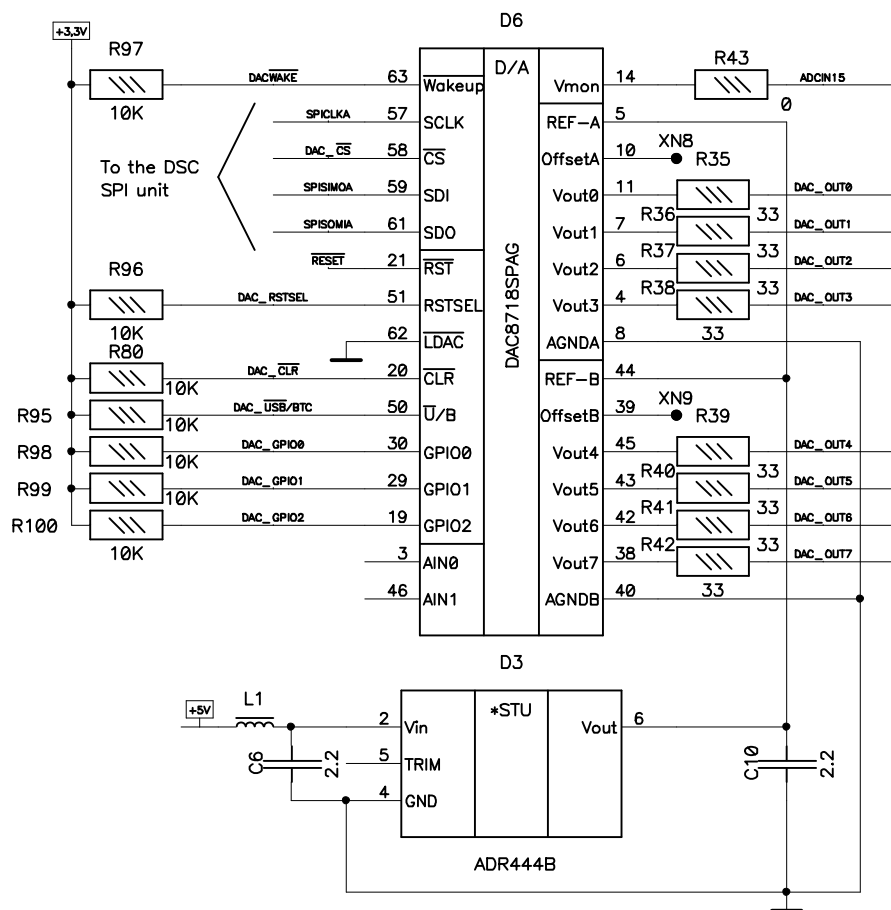 D6
+3,3V
R97
10K
DACWAKE
63
Wakeup
D/A
Vmon
14
R43
0
ADCIN15
SPICLKA
57
SCLK
REF-A
5
To the DSC
SPI unit
DAC_CS
58
CS
OffsetA
10
XN8
R35
SPISIMOA
59
SDI
Vout0
11
33
DAC_OUT0
SPISOMIA
61
SDO
Vout1
7
R36
33
DAC_OUT1
RESET
21
RST
Vout2
6
R37
33
DAC_OUT2
R96
10K
DAC_RSTSEL
51
RSTSEL
Vout3
4
R38
33
DAC_OUT3
62
LDAC
AGNDA
8
DAC8718SPAG
R80
10K
DAC_CLR
20
CLR
REF-B
44
R95
10K
DAC_USB/BTC
50
U/B
OffsetB
39
XN9
R39
R98
10K
DAC_GPIO0
30
GPIO0
Vout4
45
33
DAC_OUT4
R99
10K
DAC_GPIO1
29
GPIO1
Vout5
43
R40
33
DAC_OUT5
R100
10K
DAC_GPIO2
19
GPIO2
Vout6
42
R41
33
DAC_OUT6
3
AIN0
Vout7
38
R42
33
DAC_OUT7
46
AIN1
AGNDB
40
D3
+5V
L1
2
Vin
*STU
Vout
6
C6
2.2
5
TRIM
C10
2.2
4
GND
ADR444B